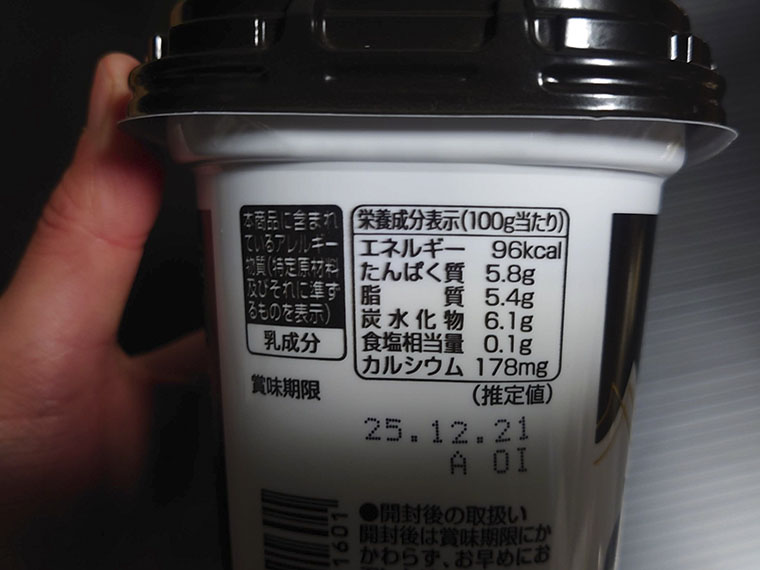 本商品に含まれ
ているアレルギー
物質(特定原材料
及びそれに準ず
るものを表示)
乳成分
栄養成分表示(100g当たり)
エネルギー 96kcal
たんぱく質 5.8g
脂質 5.4g
炭水化物 6.1g
食塩相当量 0.1g
カルシウム 178mg
(推定値)
賞味期限
25.12.21
A 0I
1601
●開封後の取扱い
開封後は賞味期限にか
かわらず、お早めにお